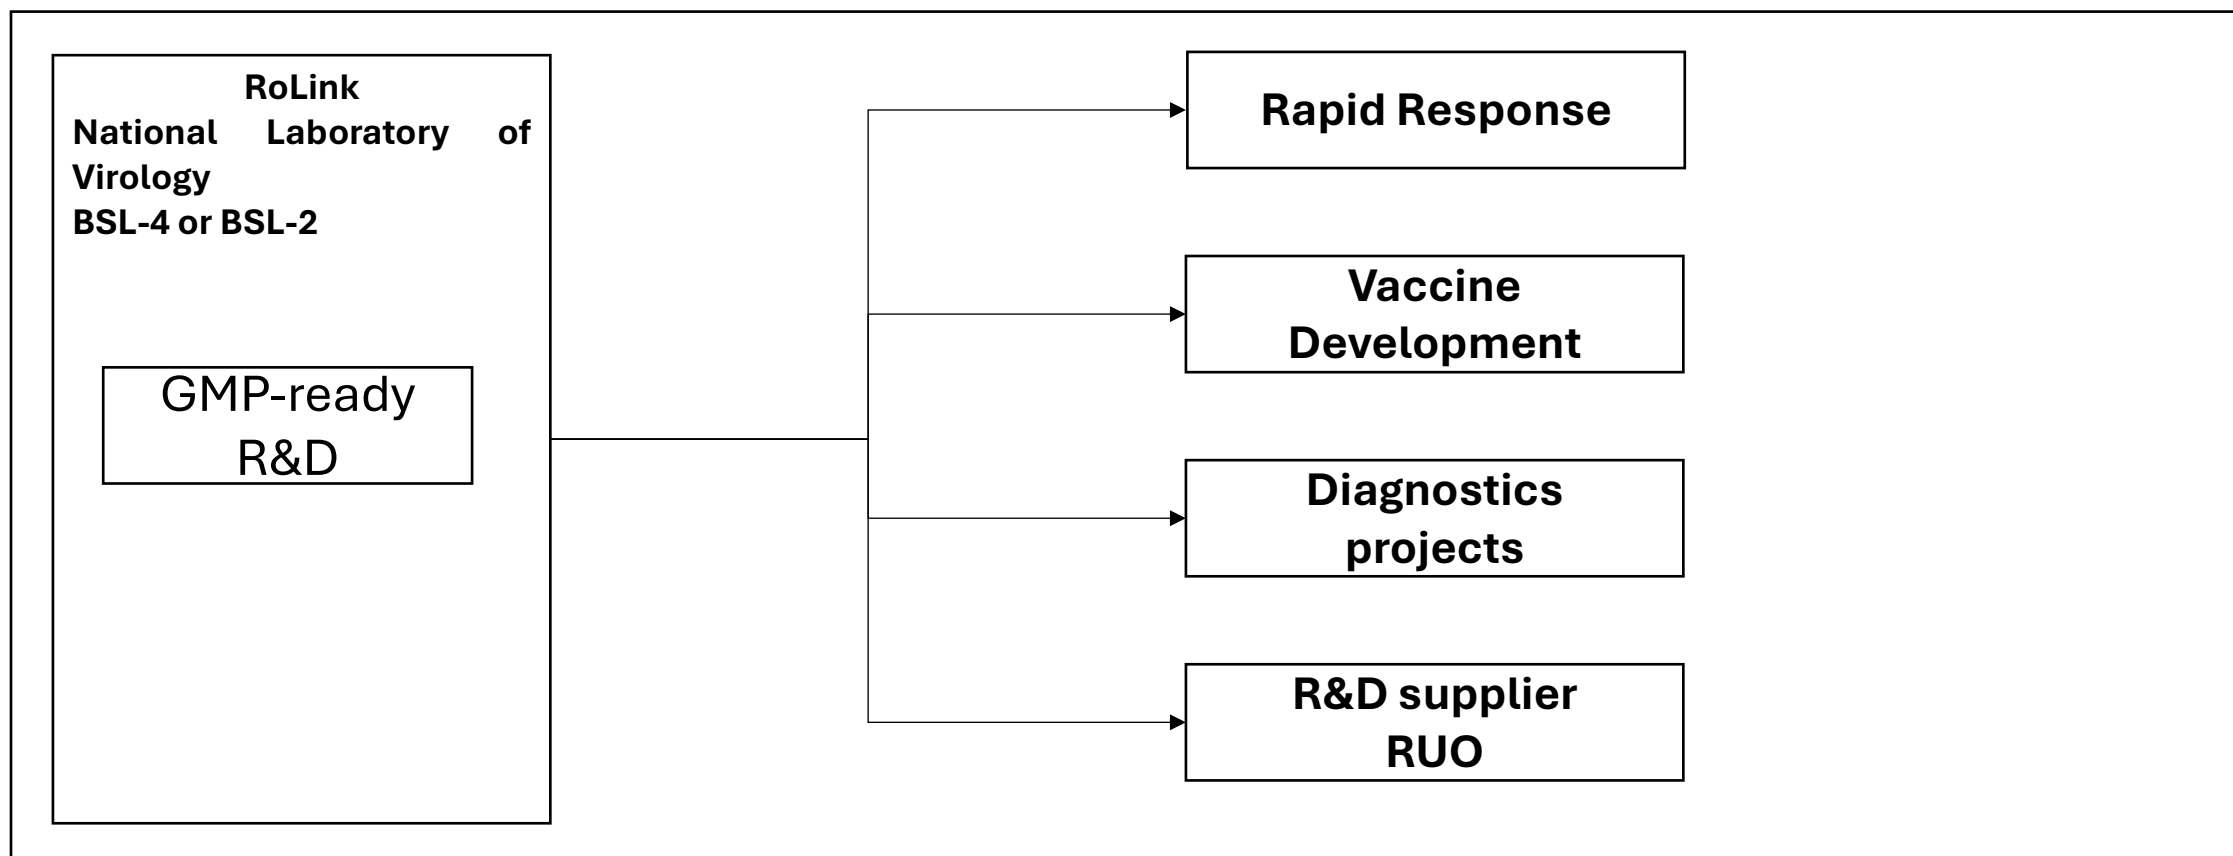 RoLink
National Laboratory of
Virology
BSL-4 or BSL-2
GMP-ready
R&D
Rapid Response
Vaccine
Development
Diagnostics
projects
R&D supplier
RUO